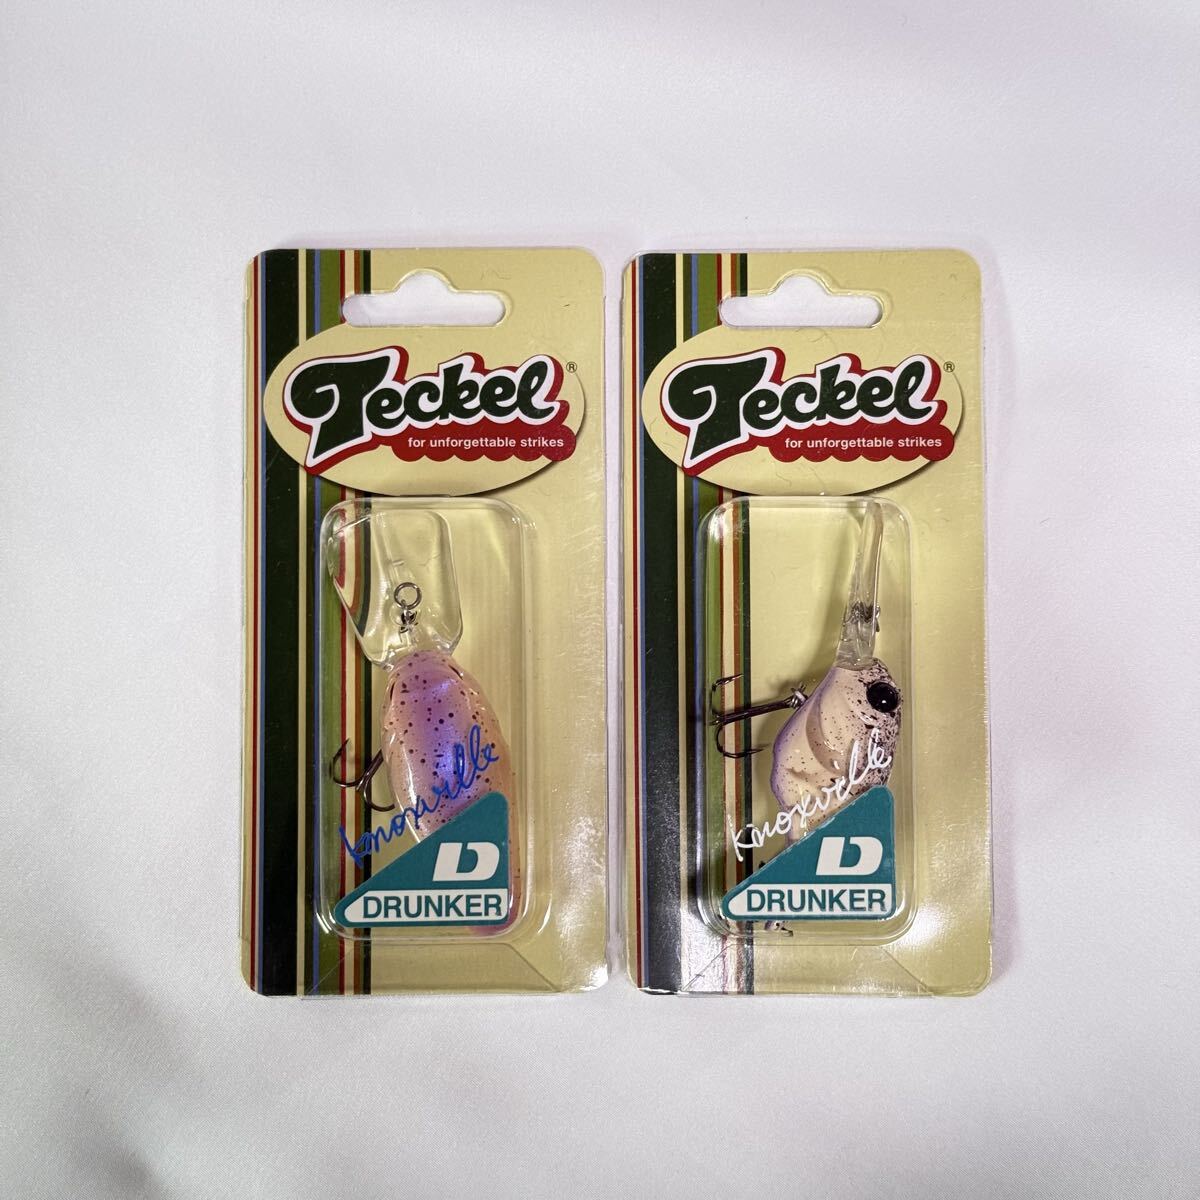 Teckel®
for unforgettable strikes
knoxville
D
DRUNKER
Teckel®
for unforgettable strikes
knoxville
D
DRUNKER